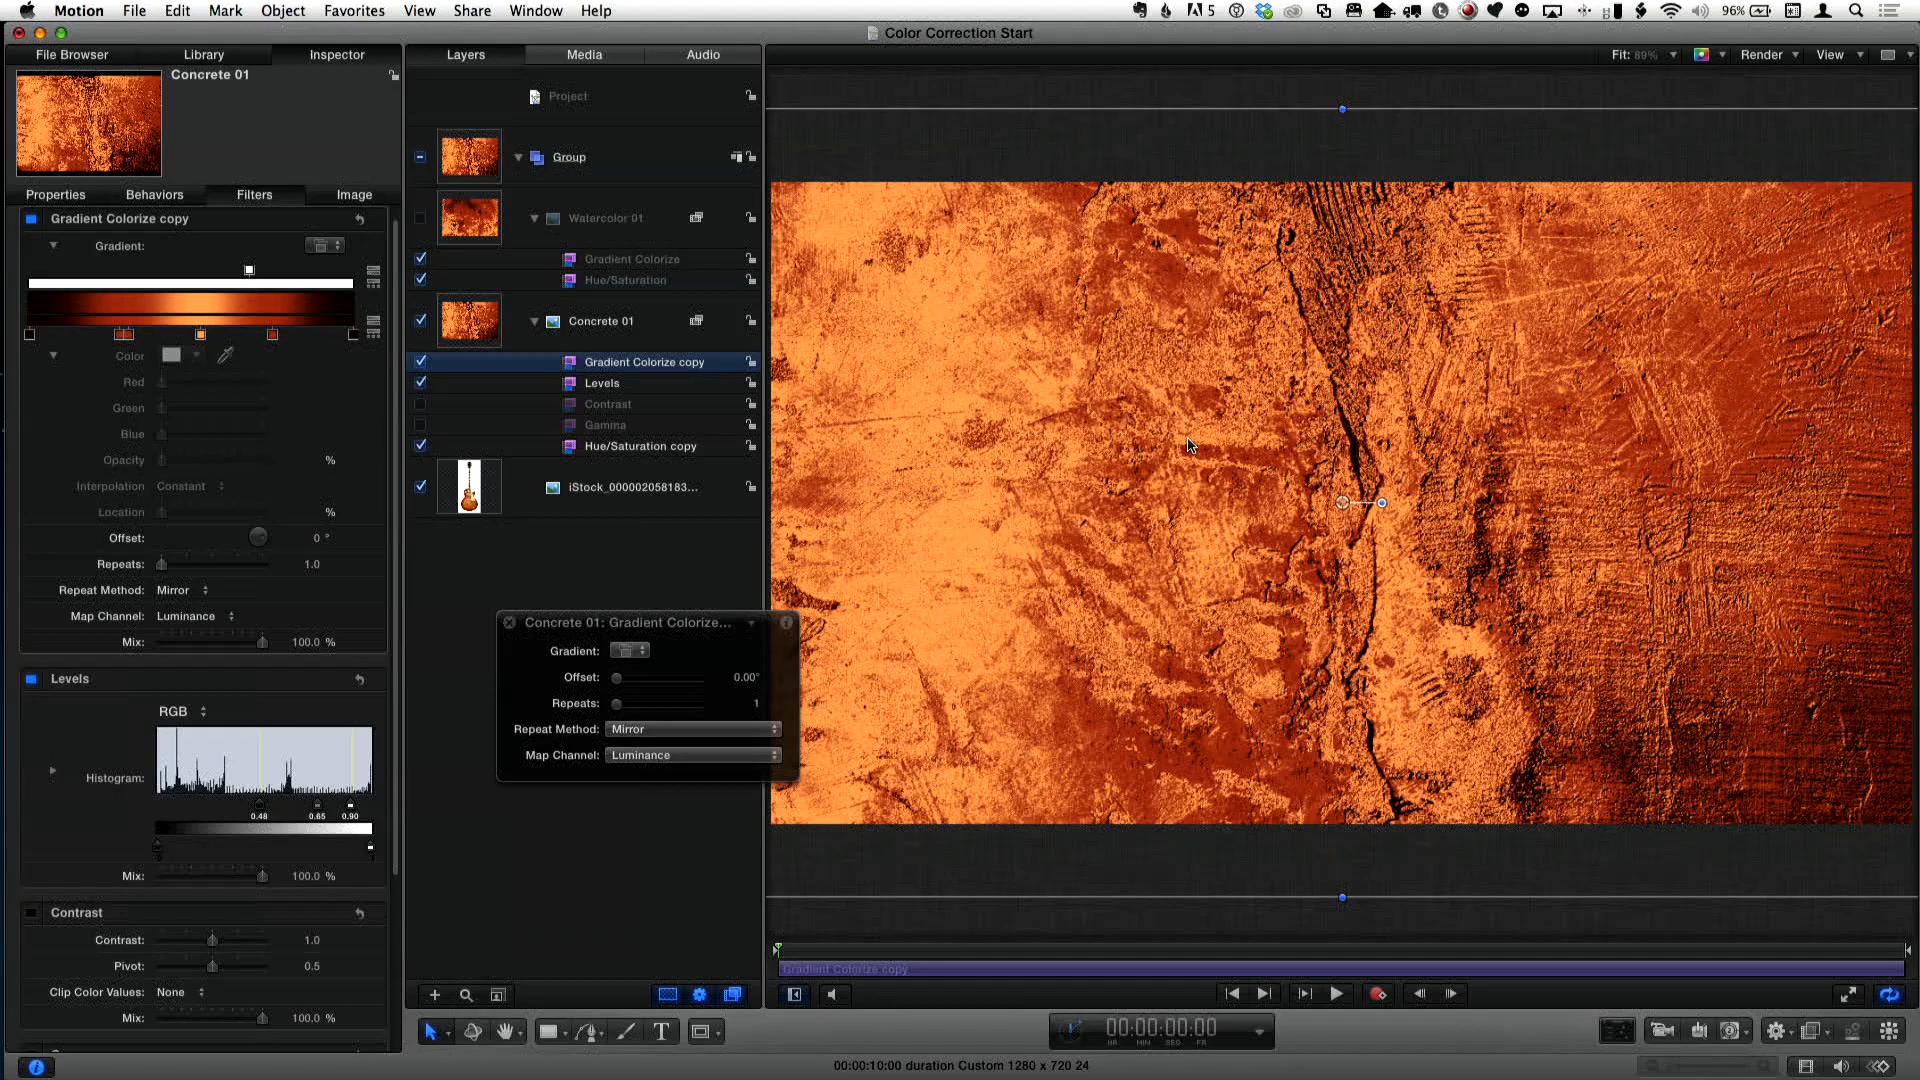 Motion File Edit Mark Object Favorites View Share Window Help 5 96%
Color Correction Start
File Browser Library Inspector Layers Media Audio Fit: 89% Render View
Concrete 01
Project
Group
Properties Behaviors Filters Image
Gradient Colorize copy
Watercolor 01
Gradient:
Gradient Colorize
Hue/Saturation
Concrete 01
Color
Gradient Colorize copy
Red
Levels
Green
Contrast
Blue
Gamma
Opacity %
Hue/Saturation copy
Interpolation Constant
iStock_000002058183...
Location %
Offset: 0 °
Repeats: 1.0
Repeat Method: Mirror
Map Channel: Luminance
Mix: 100.0 %
Concrete 01: Gradient Colorize...
Gradient:
Offset: 0.00°
Repeats: 1
Repeat Method: Mirror
Map Channel: Luminance
Levels
RGB
Histogram:
0.48 0.65 0.90
Mix: 100.0 %
Contrast
Contrast: 1.0
Pivot: 0.5
Clip Color Values: None
Mix: 100.0 %
Gradient Colorize copy
T
00:00:00:00
HR MIN SEC FR
00:00:10:00 duration Custom 1280 x 720 24